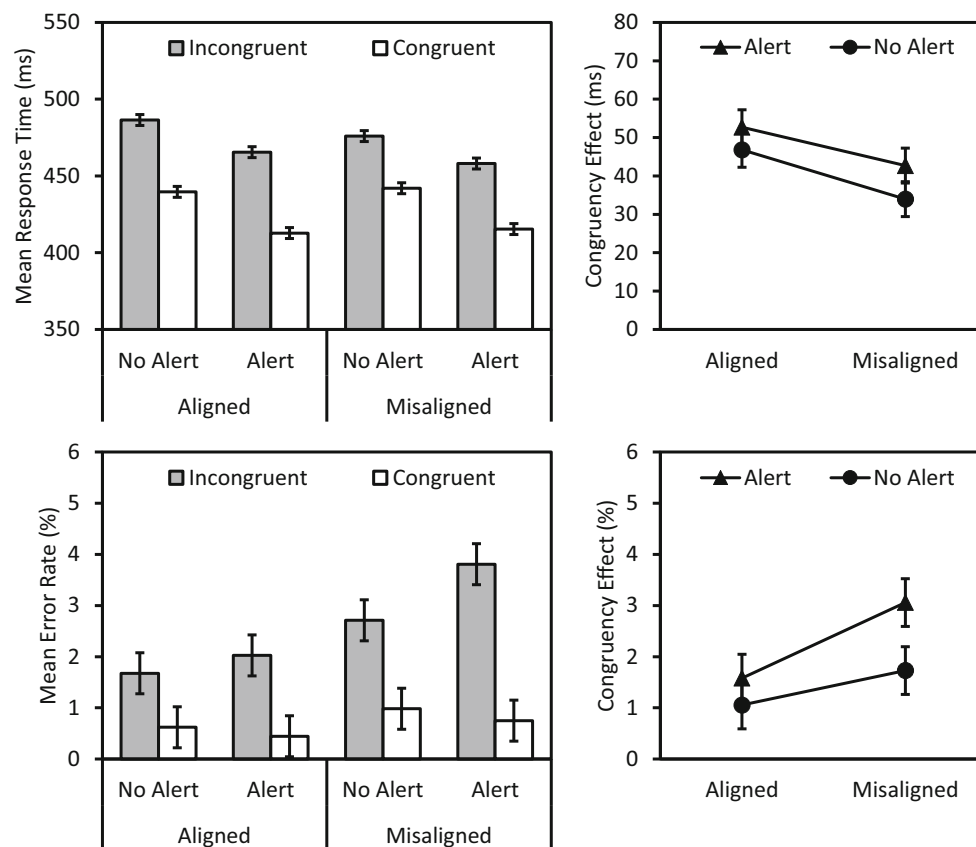 Mean Response Time (ms)
550
500
450
400
350
Incongruent Congruent
No Alert Alert No Alert Alert
Aligned Misaligned
Congruency Effect (ms)
80
70
60
50
40
30
20
10
0
Alert No Alert
Aligned Misaligned
Mean Error Rate (%)
6
5
4
3
2
1
0
Incongruent Congruent
No Alert Alert No Alert Alert
Aligned Misaligned
Congruency Effect (%)
6
5
4
3
2
1
0
Alert No Alert
Aligned Misaligned